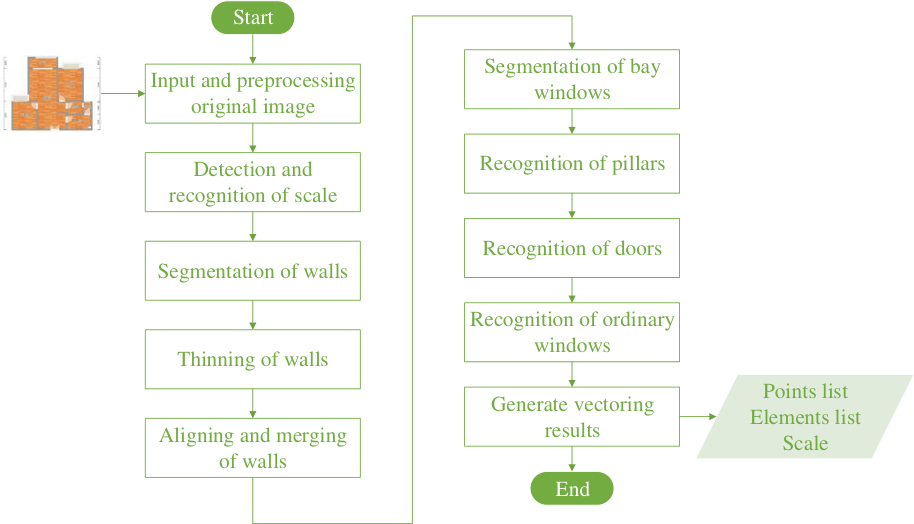 Start
Input and preprocessing
original image
Detection and
recognition of scale
Segmentation of walls
Thinning of walls
Aligning and merging
of walls
Segmentation of bay
windows
Recognition of pillars
Recognition of doors
Recognition of ordinary
windows
Generate vectoring
results
Points list
Elements list
Scale
End